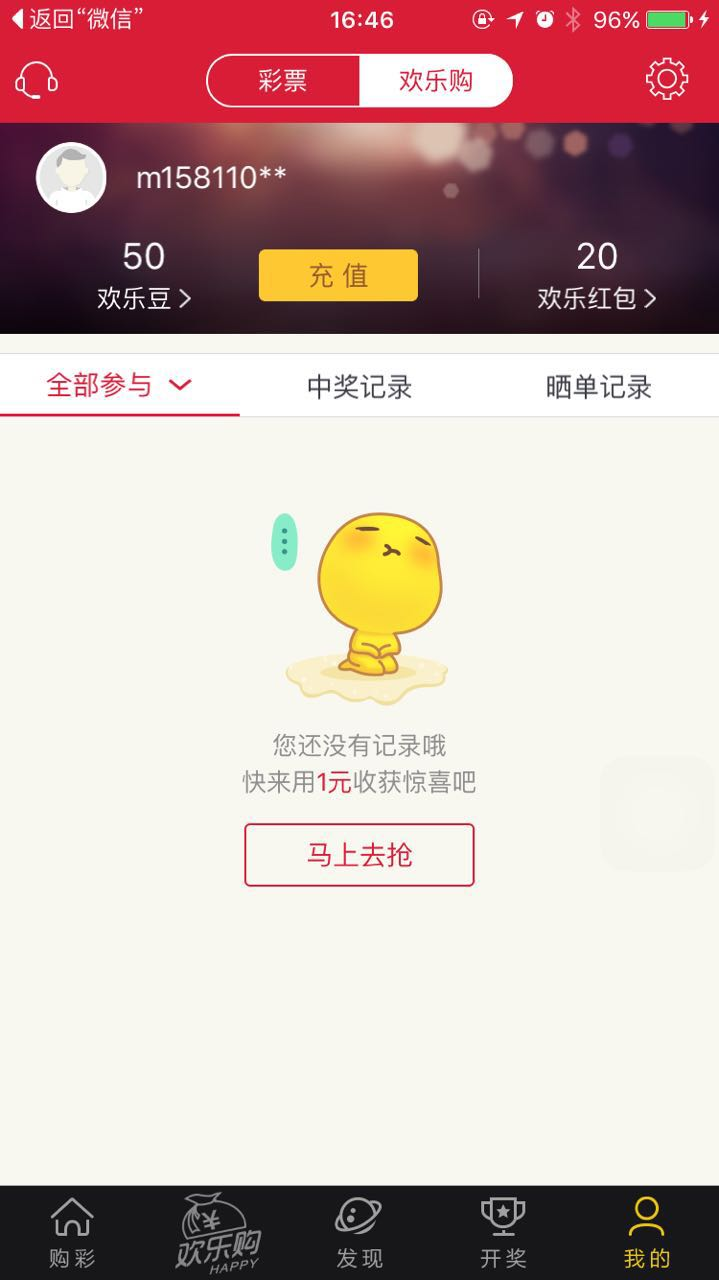 返回“微信”
16:46
96%
彩票
欢乐购
m158110**
50
欢乐豆
充值
20
欢乐红包
全部参与
中奖记录
晒单记录
您还没有记录哦
快来用1元收获惊喜吧
马上去抢
购彩
¥
欢乐购
HAPPY
发现
开奖
我的